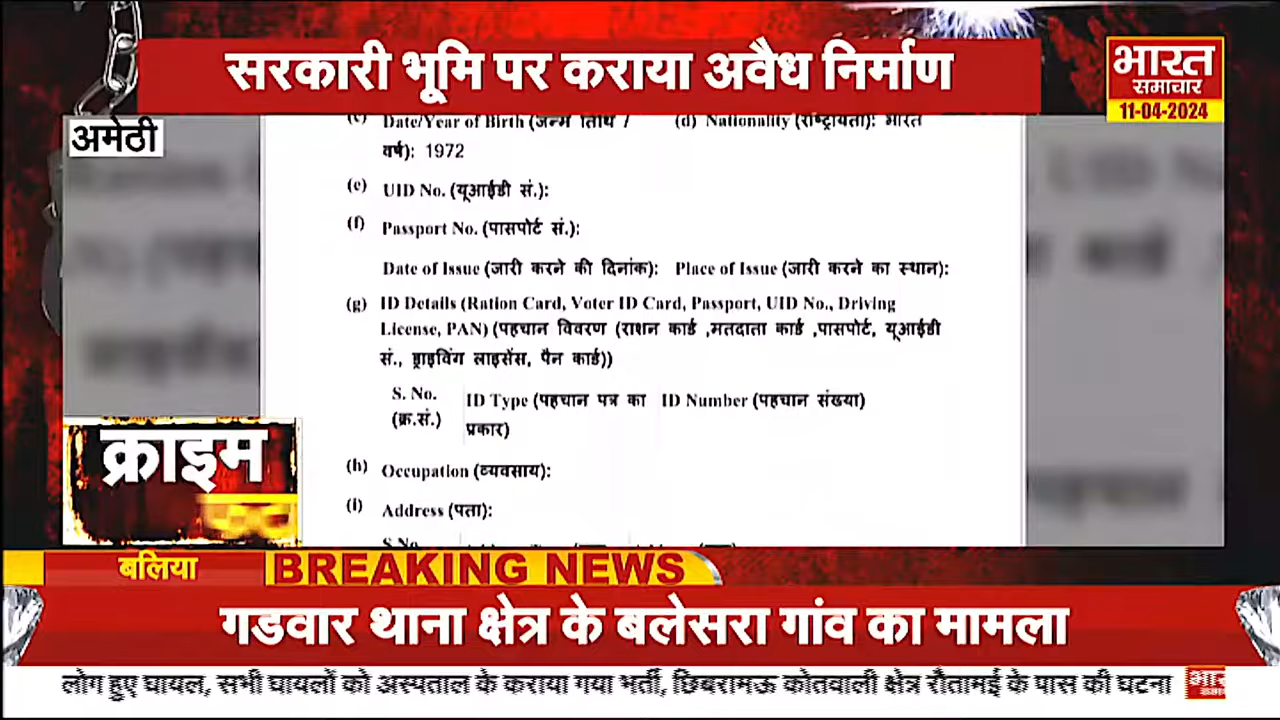 सरकारी भूमि पर कराया अवैध निर्माण
भारत
समाचार
11-04-2024
अमेठी
(c) Date/Year of Birth (जन्म तिथि / (d) Nationality (राष्ट्रीयता): भारत
वर्ष): 1972
(e) UID No. (यूआईडी सं.):
(f) Passport No. (पासपोर्ट सं.):
Date of Issue (जारी करने की दिनांक): Place of Issue (जारी करने का स्थान):
(g) ID Details (Ration Card, Voter ID Card, Passport, UID No., Driving
License, PAN) (पहचान विवरण (राशन कार्ड ,मतदाता कार्ड ,पासपोर्ट, यूआईडी
सं., ड्राइविंग लाइसेंस, पैन कार्ड))
S. No. ID Type (पहचान पत्र का ID Number (पहचान संख्या)
(क्र.सं.) प्रकार)
(h) Occupation (व्यवसाय):
(i) Address (पता):
S.No.
क्राइम
बलिया BREAKING NEWS
गडवार थाना क्षेत्र के बलेसरा गांव का मामला
लोग हुए घायल, सभी घायलों को अस्पताल के कराया गया भर्ती, छिबरामऊ कोतवाली क्षेत्र सौतामई के पास की घटना